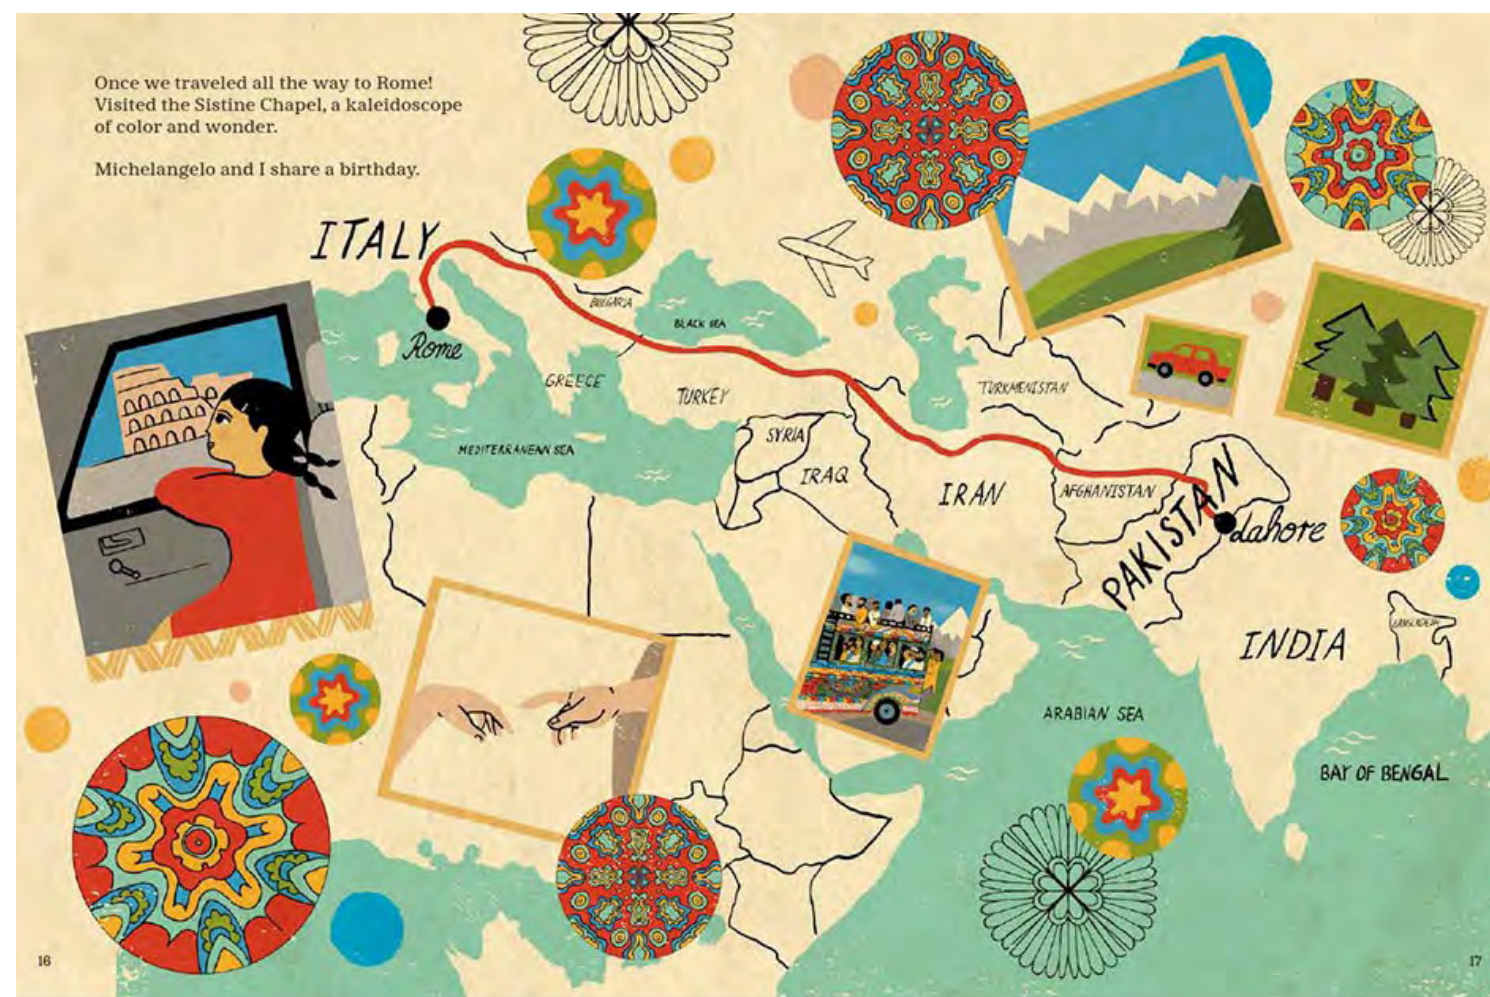 Once we traveled all the way to Rome!
Visited the Sistine Chapel, a kaleidoscope
of color and wonder.
Michelangelo and I share a birthday.
ITALY
Rome
BULGARIA
BLACK SEA
GREECE
TURKEY
TURKMENISTAN
MEDITERRANEAN SEA
SYRIA
IRAQ
IRAN
AFGHANISTAN
PAKISTAN
Lahore
INDIA
BANGLADESH
ARABIAN SEA
BAY OF BENGAL
16
17